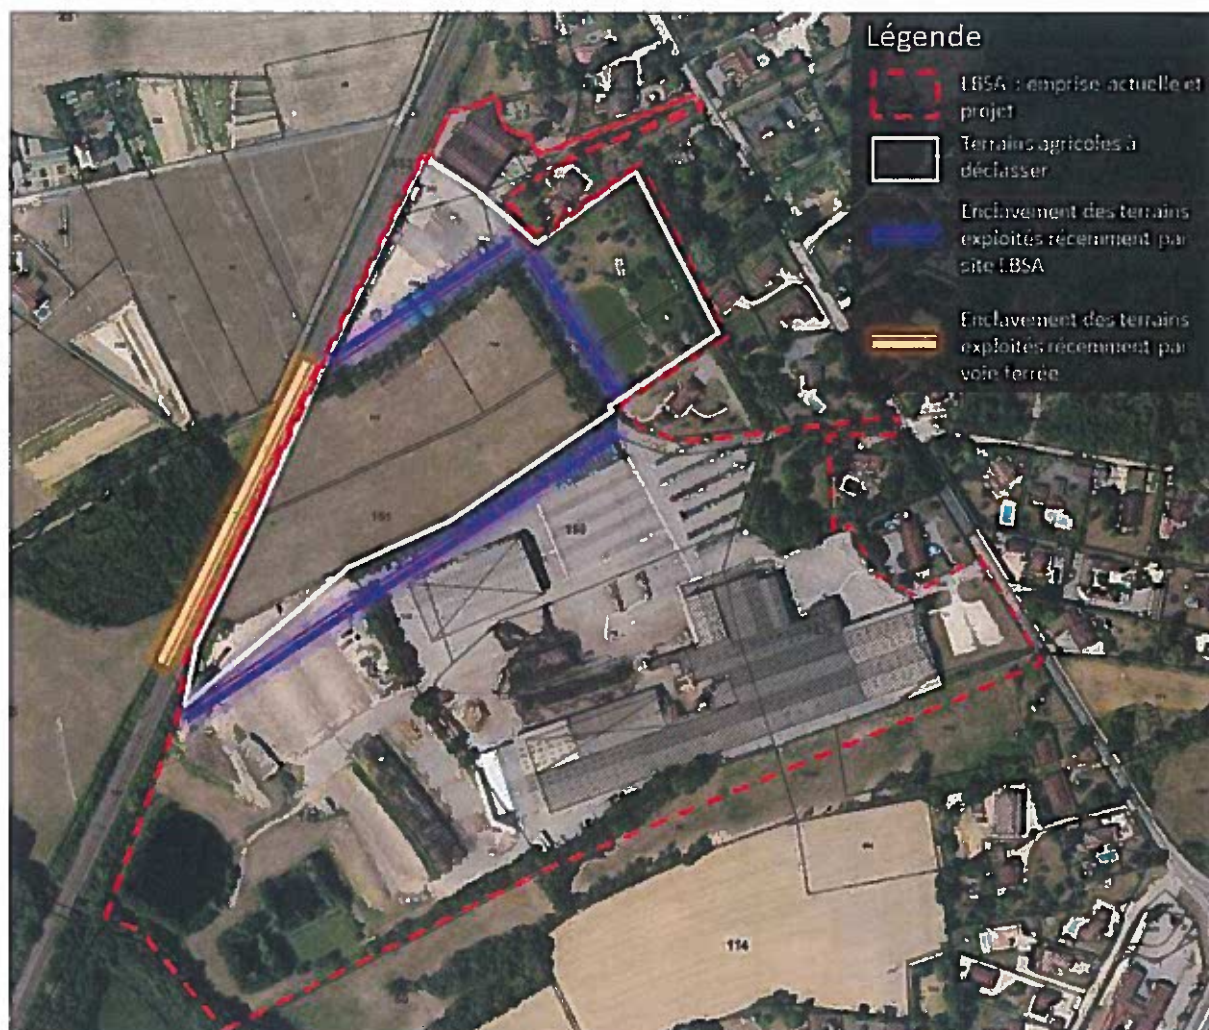 Légende
LBSA : emprise actuelle et
projet
Terrains agricoles à
déclasser
Enclavement des terrains
exploités récemment par
site LBSA
Enclavement des terrains
exploités récemment par
voie ferrée
114